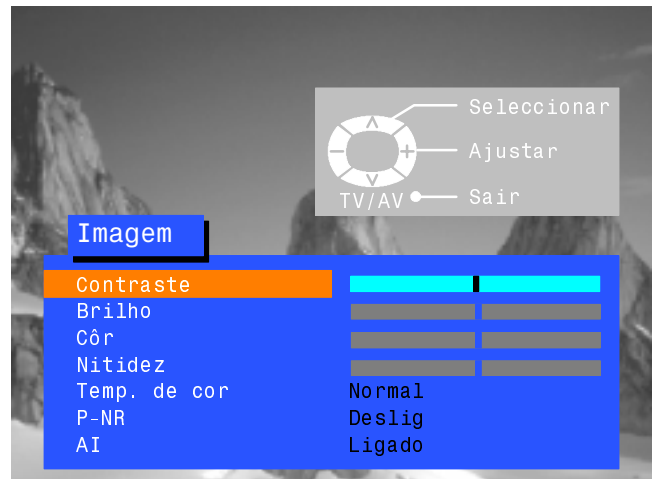 Seleccionar
Ajustar
TV/AV Sair
Imagem
Contraste
Brilho
Côr
Nitidez
Temp. de cor Normal
P-NR Deslig
AI Ligado